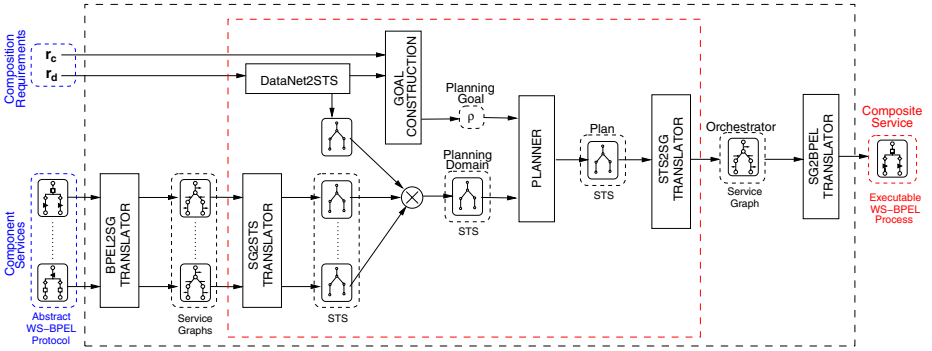 Composition
Requirements
r_c
r_d
DataNet2STS
GOAL
CONSTRUCTION
Planning
Goal
ρ
Component
Services
Abstract
WS-BPEL
Protocol
BPEL2SG
TRANSLATOR
Service
Graphs
SG2STS
TRANSLATOR
STS
Planning
Domain
STS
PLANNER
Plan
STS
STS2SG
TRANSLATOR
Orchestrator
Service
Graph
SG2BPEL
TRANSLATOR
Composite
Service
Executable
WS-BPEL
Process